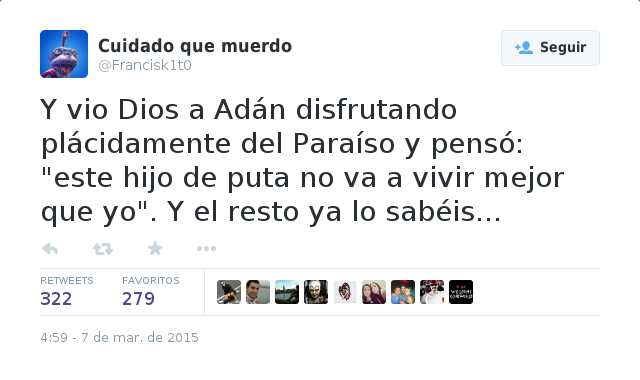 Cuidado que muerdo
@Francisk1t0
Seguir
Y vio Dios a Adán disfrutando
plácidamente del Paraíso y pensó:
"este hijo de puta no va a vivir mejor
que yo". Y el resto ya lo sabéis...
RETWEETS
FAVORITOS
322
279
4:59 - 7 de mar. de 2015